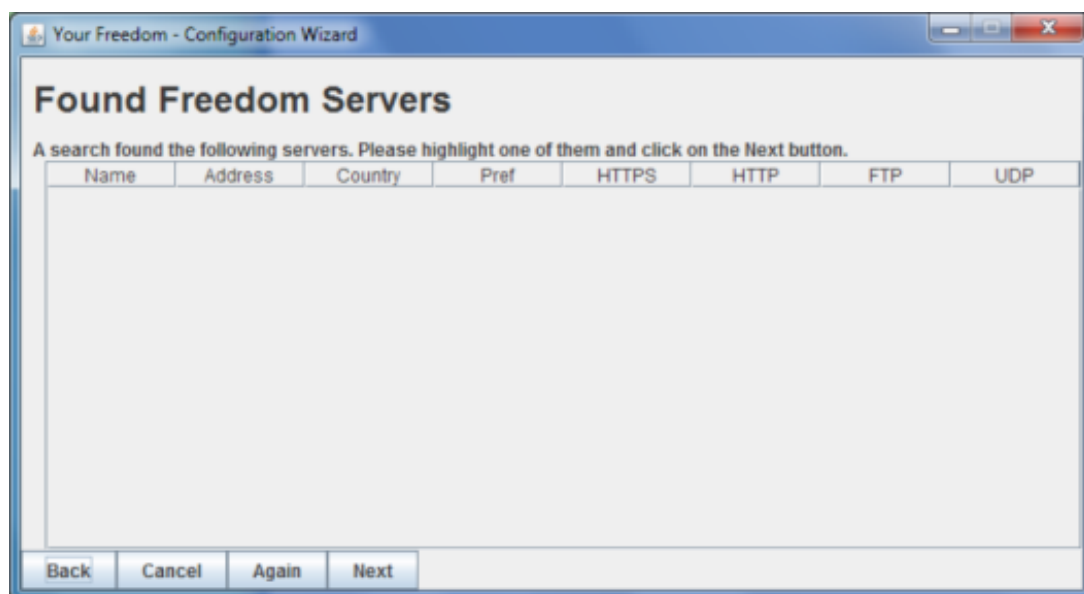 Your Freedom - Configuration Wizard
Found Freedom Servers
A search found the following servers. Please highlight one of them and click on the Next button.
Name Address Country Pref HTTPS HTTP FTP UDP
Back Cancel Again Next